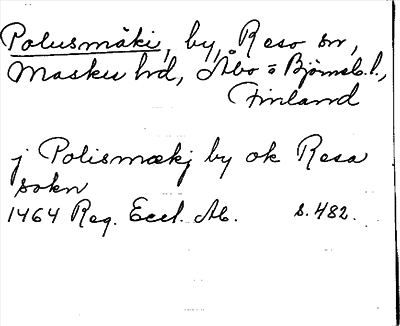 Polusmäki, by, Reso sn,
Masku hd, Åbo = Björneb. l.,
Finland
j Polismækj by ok Resa
sokn
1464 Reg. Eccl. Ab. s. 482.